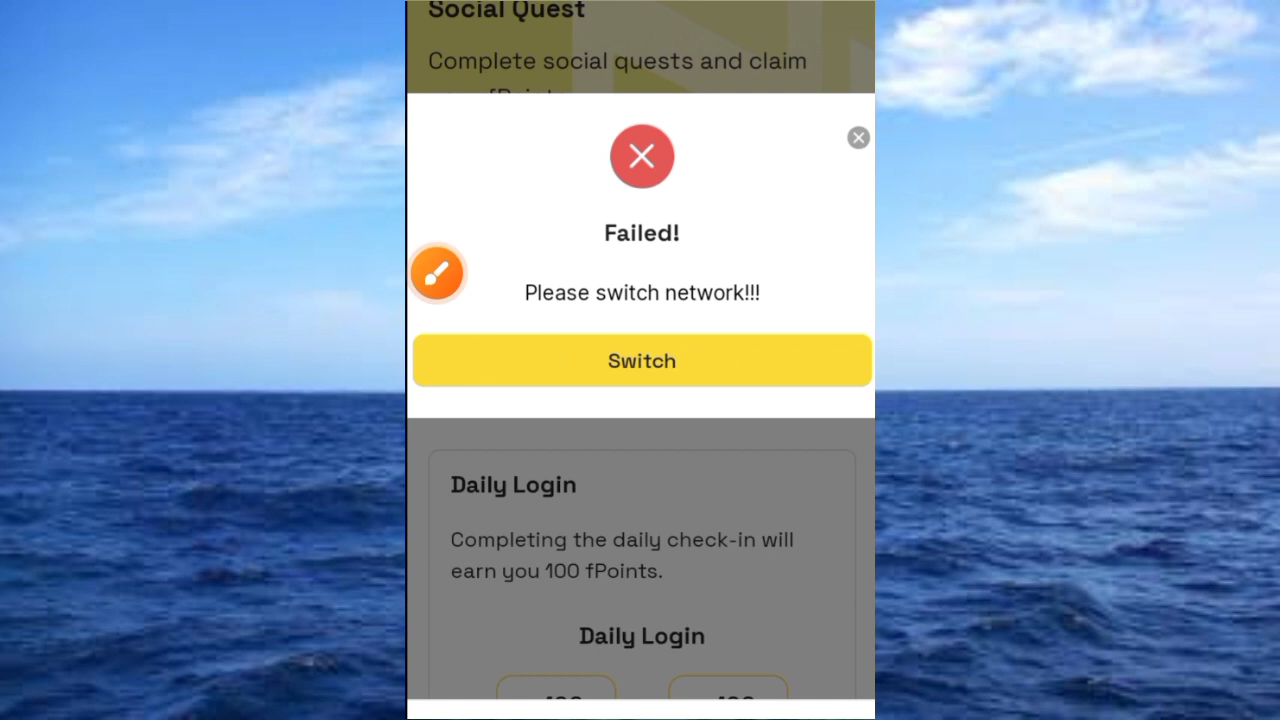 Social Quest
Complete social quests and claim
Failed!
Please switch network!!!
Switch
Daily Login
Completing the daily check-in will
earn you 100 fPoints.
Daily Login